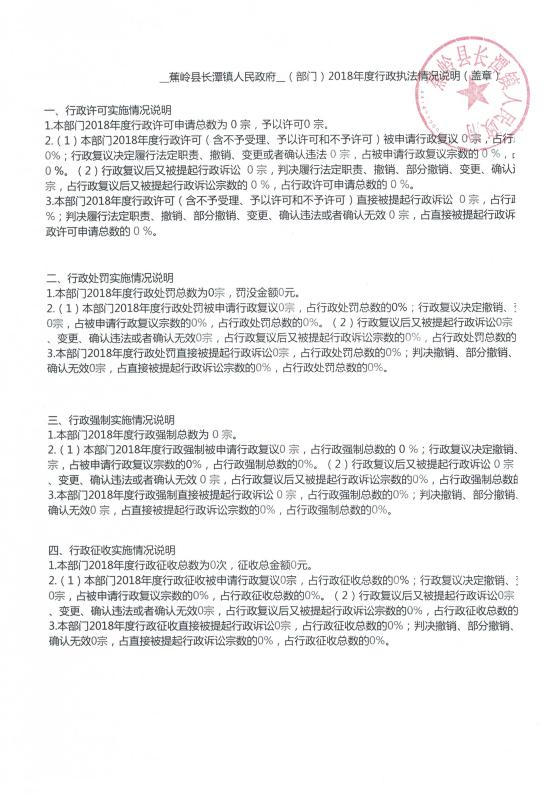 __蕉岭县长潭镇人民政府__（部门）2018年度行政执法情况说明（盖章）
蕉岭县长潭镇人民政府
一、行政许可实施情况说明
1.本部门2018年度行政许可申请总数为 0 宗，予以许可0 宗。
2.（1）本部门2018年度行政许可（含不予受理、予以许可和不予许可）被申请行政复议 0 宗，占行
0%；行政复议决定履行法定职责、撤销、变更或者确认违法 0 宗，占被申请行政复议宗数的 0 %，
0 %。（2）行政复议后又被提起行政诉讼 0 宗，判决履行法定职责、撤销、部分撤销、变更、确认
宗，占行政复议后又被提起行政诉讼宗数的 0 %，占行政许可申请总数的 0 %。
3.本部门2018年度行政许可（含不予受理、予以许可和不予许可）直接被提起行政诉讼 0 宗，占行
%；判决履行法定职责、撤销、部分撤销、变更、确认违法或者确认无效 0 宗，占直接被提起行政诉
政许可申请总数的 0 %。
二、行政处罚实施情况说明
1.本部门2018年度行政处罚总数为0宗，罚没金额0元。
2.（1）本部门2018年度行政处罚被申请行政复议0宗，占行政处罚总数的0%；行政复议决定撤销、
0宗，占被申请行政复议宗数的0%，占行政处罚总数的0%。（2）行政复议后又被提起行政诉讼0宗
、变更、确认违法或者确认无效0宗，占行政复议后又被提起行政诉讼宗数的0%，占行政处罚总数的
3.本部门2018年度行政处罚直接被提起行政诉讼0宗，占行政处罚总数的0%；判决撤销、部分撤销、
确认无效0宗，占直接被提起行政诉讼宗数的0%，占行政处罚总数的0%。
三、行政强制实施情况说明
1.本部门2018年度行政强制总数为 0 宗。
2.（1）本部门2018年度行政强制被申请行政复议0 宗，占行政强制总数的 0 %；行政复议决定撤销、
宗，占被申请行政复议宗数的0%，占行政强制总数的0%。（2）行政复议后又被提起行政诉讼 0 宗
、变更、确认违法或者确认无效 0 宗，占行政复议后又被提起行政诉讼宗数的0%，占行政强制总数
3.本部门2018年度行政强制直接被提起行政诉讼 0宗，占行政强制总数的0%；判决撤销、部分撤销、
确认无效0 宗，占直接被提起行政诉讼宗数的0%，占行政强制总数的0%。
四、行政征收实施情况说明
1.本部门2018年度行政征收总数为0次，征收总金额0元。
2.（1）本部门2018年度行政征收被申请行政复议0宗，占行政征收总数的0%；行政复议决定撤销、
0宗，占被申请行政复议宗数的0%，占行政征收总数的0%。（2）行政复议后又被提起行政诉讼0宗
、变更、确认违法或者确认无效0宗，占行政复议后又被提起行政诉讼宗数的0%，占行政征收总数的
3.本部门2018年度行政征收直接被提起行政诉讼0宗，占行政征收总数的0%；判决撤销、部分撤销、
确认无效0宗，占直接被提起行政诉讼宗数的0%，占行政征收总数的0%。